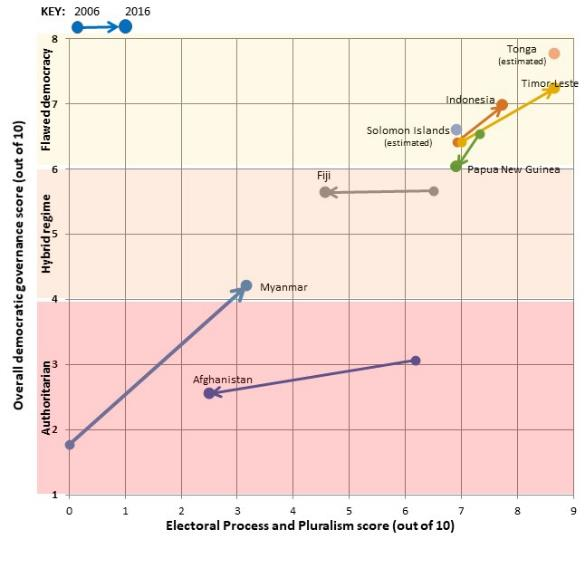 KEY: 2006 2016
Overall democratic governance score (out of 10)
Flawed democracy
Hybrid regime
Authoritarian
8
7
6
5
4
3
2
1
Tonga
(estimated)
Timor-Leste
Indonesia
Solomon Islands
(estimated)
Papua New Guinea
Fiji
Myanmar
Afghanistan
0 1 2 3 4 5 6 7 8 9
Electoral Process and Pluralism score (out of 10)